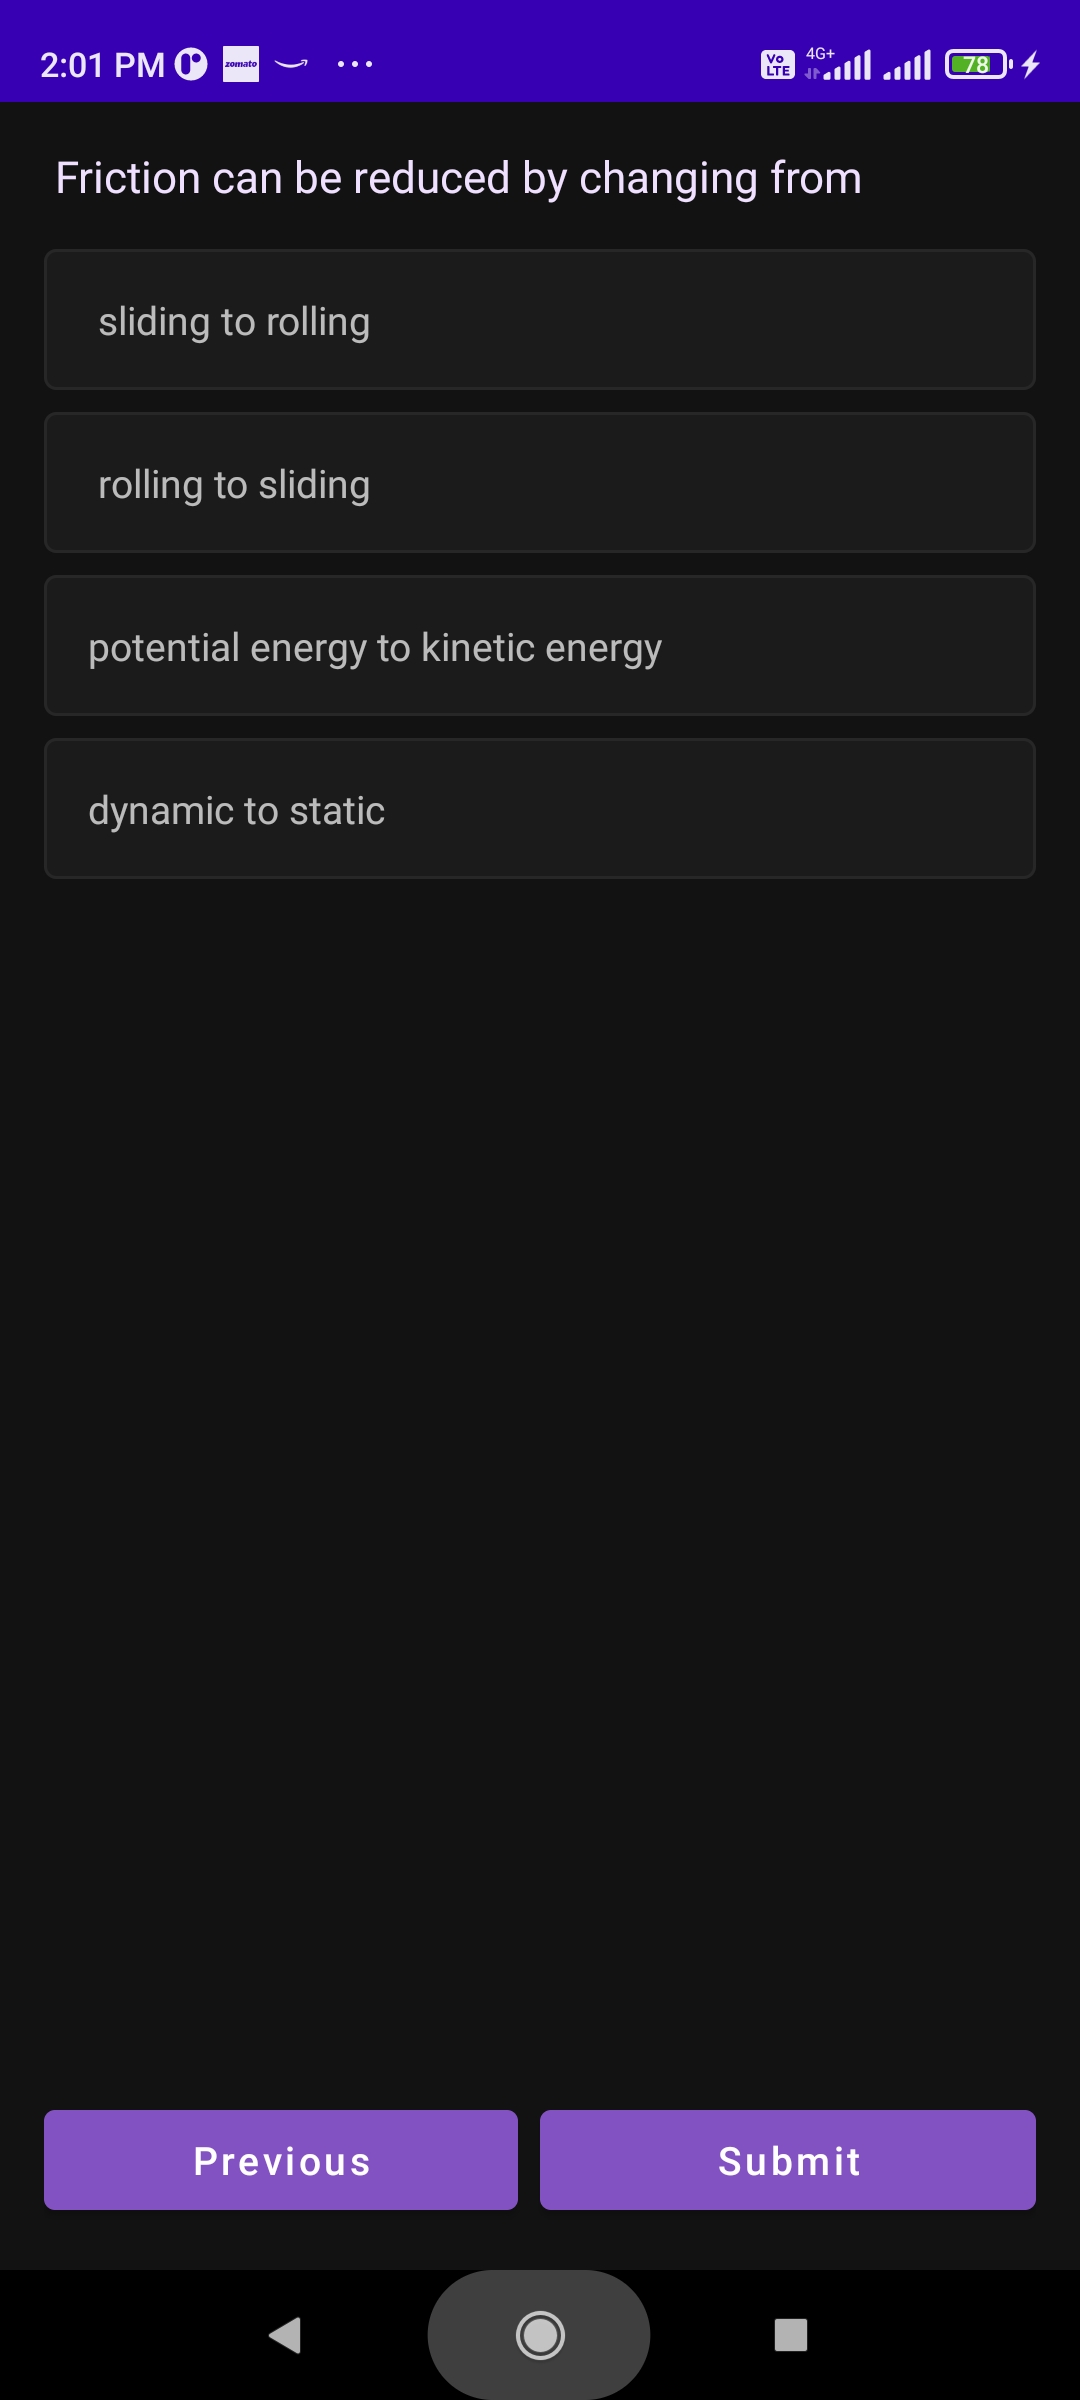 2:01 PM zomato Vo LTE 4G+ 78
Friction can be reduced by changing from
sliding to rolling
rolling to sliding
potential energy to kinetic energy
dynamic to static
Previous Submit